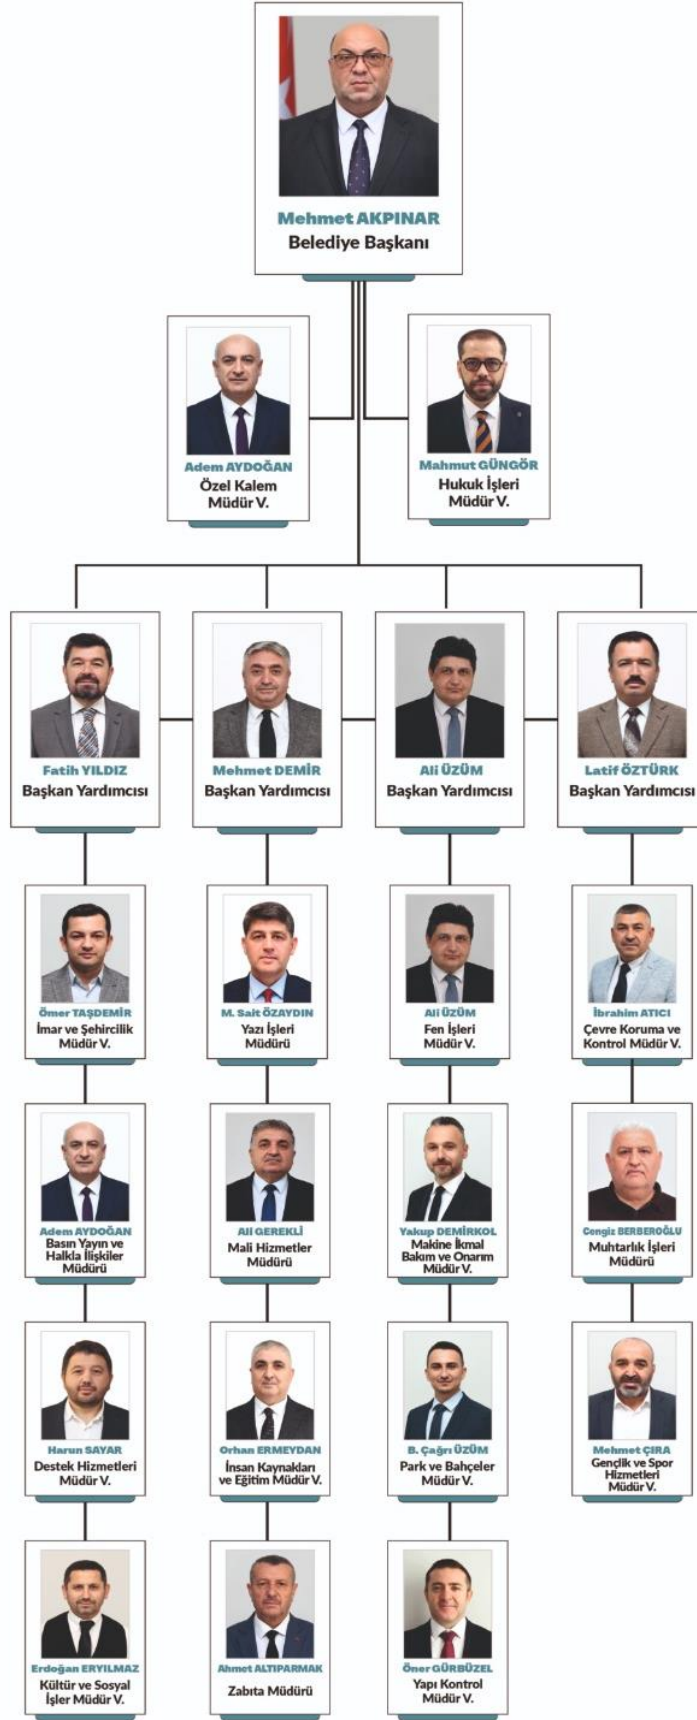 Mehmet AKPINAR
Belediye Başkanı
Adem AYDOĞAN
Özel Kalem
Müdür V.
Mahmut GÜNGÖR
Hukuk İşleri
Müdür V.
Fatih YILDIZ
Başkan Yardımcısı
Mehmet DEMİR
Başkan Yardımcısı
Ali ÜZÜM
Başkan Yardımcısı
Latif ÖZTÜRK
Başkan Yardımcısı
Ömer TAŞDEMİR
İmar ve Şehircilik
Müdür V.
M. Sait ÖZAYDIN
Yazı İşleri
Müdürü
Ali ÜZÜM
Fen İşleri
Müdür V.
İbrahim ATICI
Çevre Koruma ve
Kontrol Müdür V.
Adem AYDOĞAN
Basın Yayın ve
Halkla İlişkiler
Müdürü
Ali GEREKLİ
Mali Hizmetler
Müdürü
Yakup DEMİRKOL
Makine İkmal
Bakım ve Onarım
Müdür V.
Cengiz BERBEROĞLU
Muhtarlık İşleri
Müdürü
Harun SAYAR
Destek Hizmetleri
Müdür V.
Orhan ERMEYDAN
İnsan Kaynakları
ve Eğitim Müdür V.
B. Çağrı ÜZÜM
Park ve Bahçeler
Müdür V.
Mehmet ÇIRA
Gençlik ve Spor
Hizmetleri
Müdür V.
Erdoğan ERYILMAZ
Kültür ve Sosyal
İşler Müdür V.
Ahmet ALTIPARMAK
Zabıta Müdürü
Öner GÜRBÜZEL
Yapı Kontrol
Müdür V.